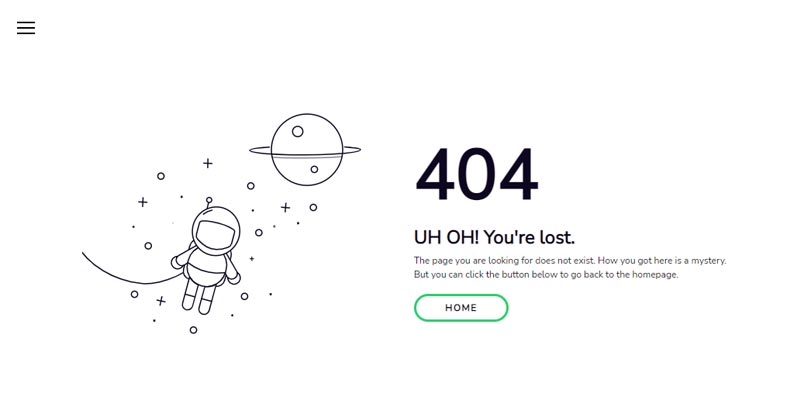 404
UH OH! You're lost.
The page you are looking for does not exist. How you got here is a mystery.
But you can click the button below to go back to the homepage.
HOME